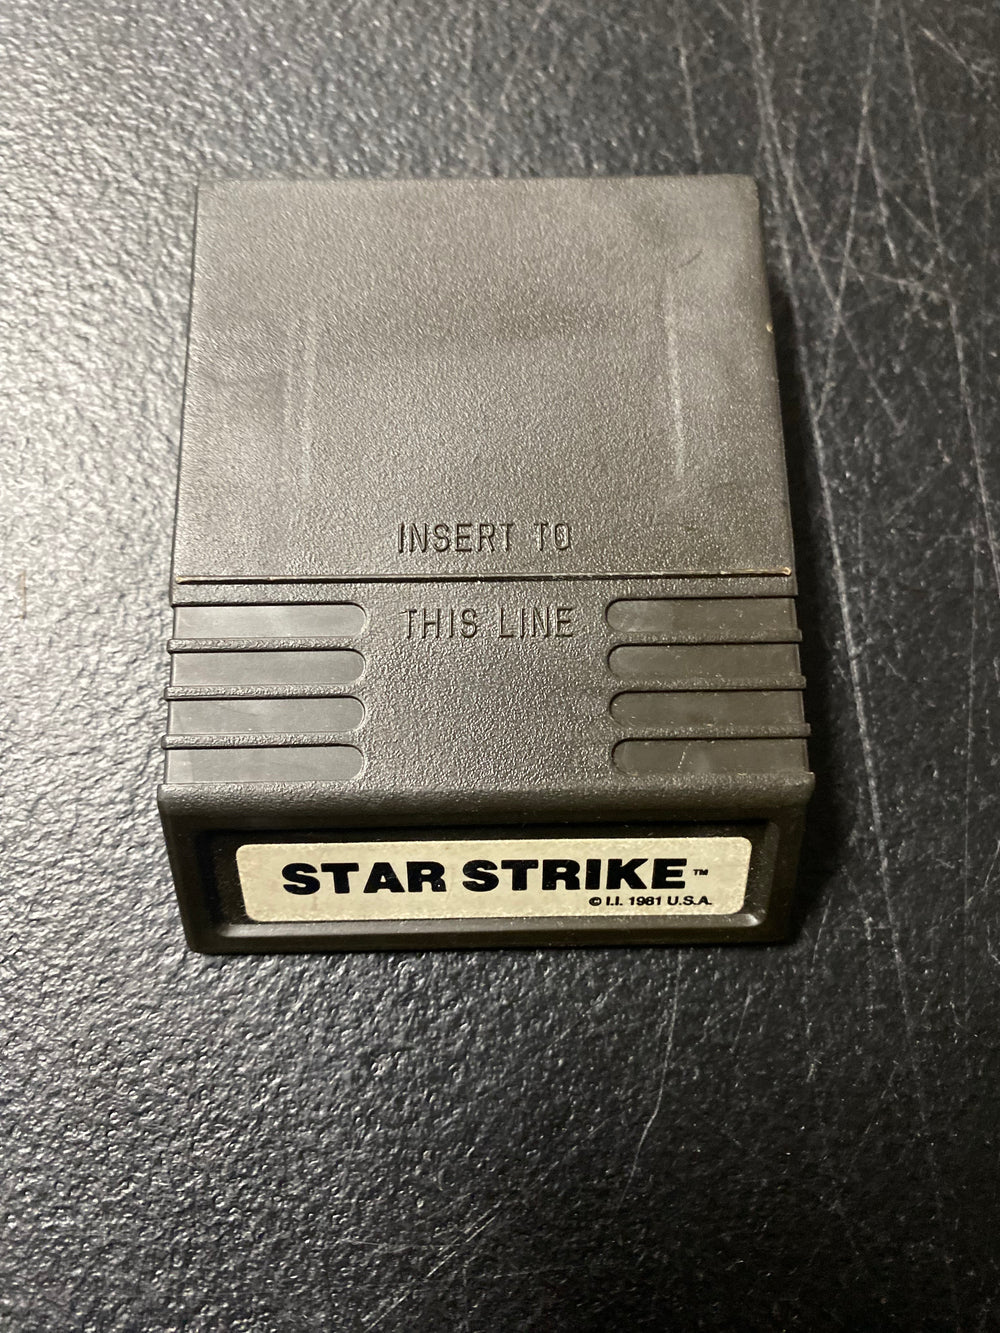 INSERT TO
THIS LINE
STAR STRIKE™
© I.I. 1981 U.S.A.